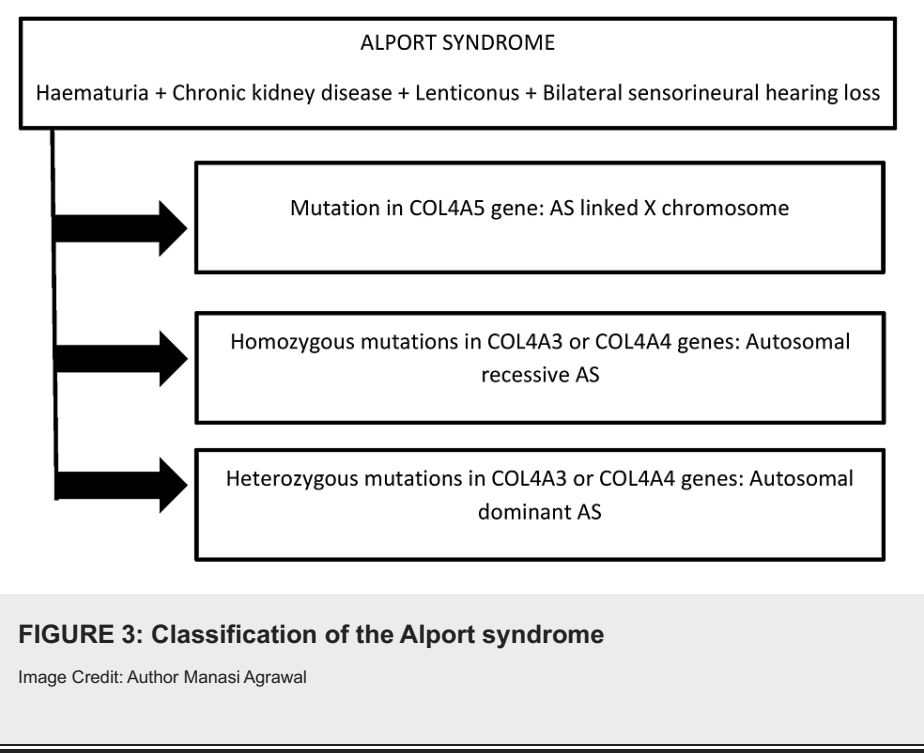 ALPORT SYNDROME
Haematuria + Chronic kidney disease + Lenticonus + Bilateral sensorineural hearing loss
Mutation in COL4A5 gene: AS linked X chromosome
Homozygous mutations in COL4A3 or COL4A4 genes: Autosomal
recessive AS
Heterozygous mutations in COL4A3 or COL4A4 genes: Autosomal
dominant AS
FIGURE 3: Classification of the Alport syndrome
Image Credit: Author Manasi Agrawal